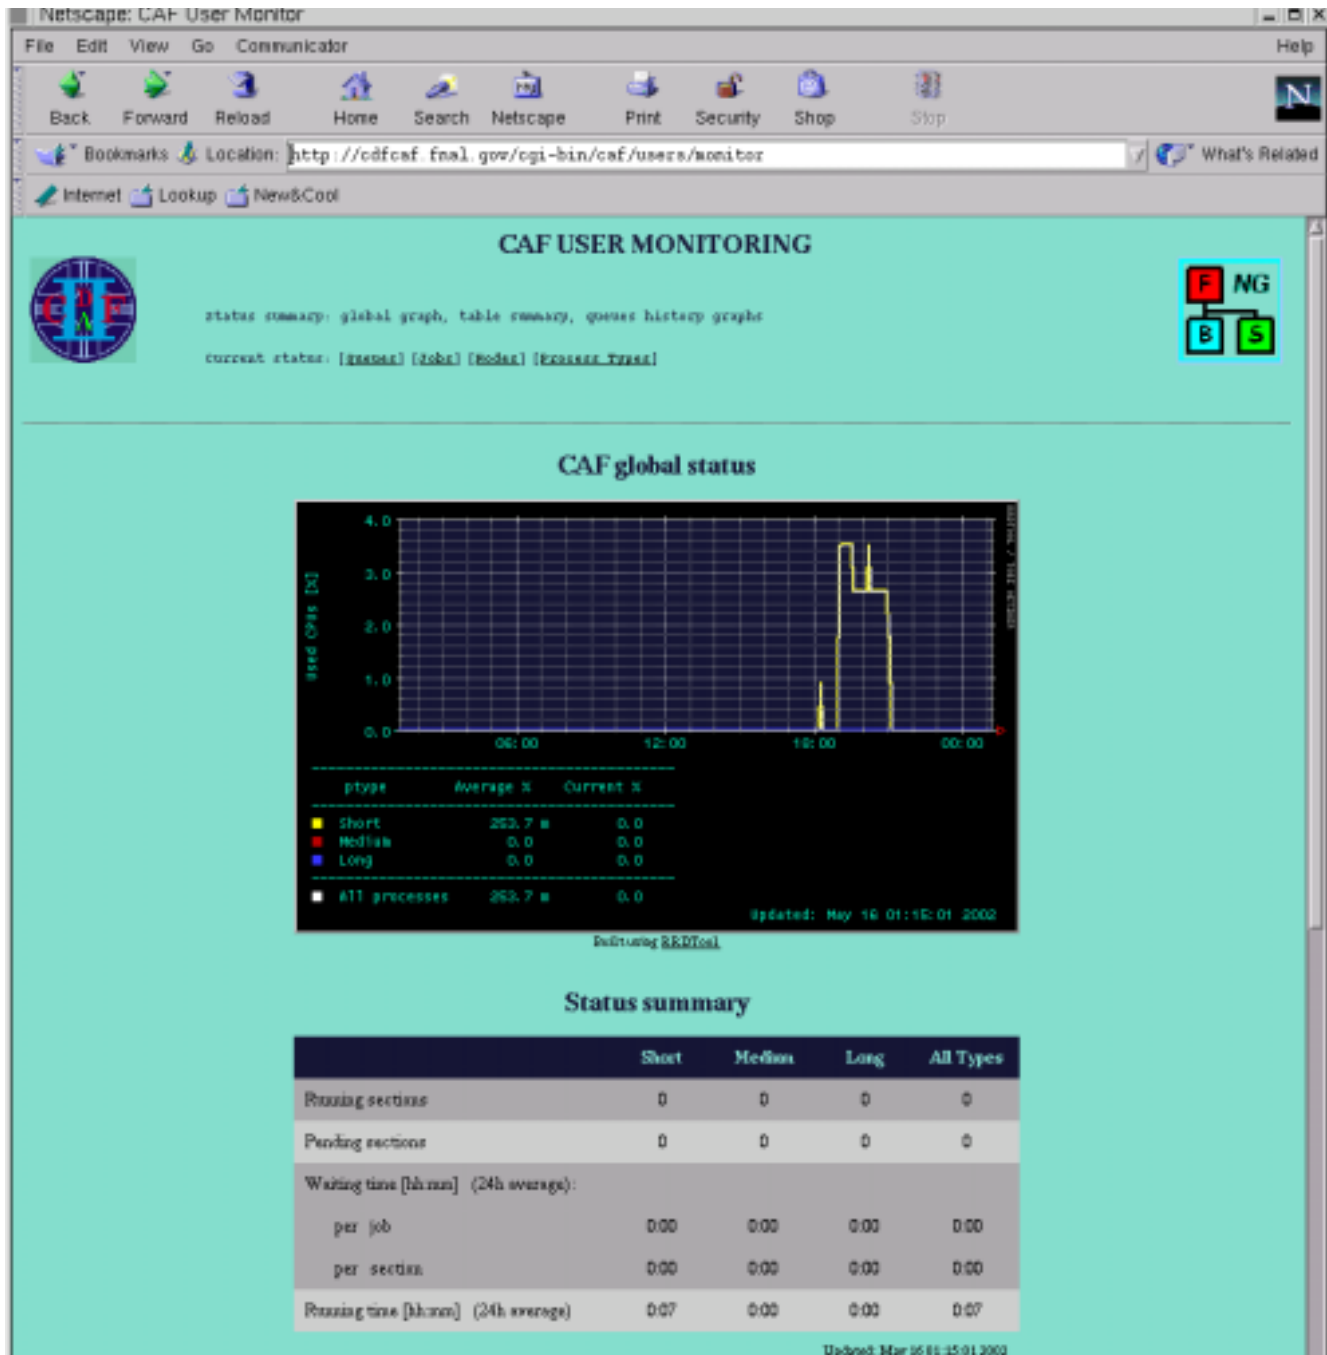 Netscape: CAF User Monitor
File Edit View Go Communicator Help
Back Forward Reload Home Search Netscape Print Security Shop Stop
N
Bookmarks Location: http://cdfcaf.fnal.gov/cgi-bin/caf/users/monitor What's Related
Internet Lookup New&Cool
CAF USER MONITORING
F NG
B S
status summary: global graph, table summary, queues history graphs
Current status: [Queues] [Jobs] [Nodes] [Process Types]
CAF global status
Used CPUs [%]
4.0
3.0
2.0
1.0
0.0
06:00 12:00 18:00 00:00
ptype Average % Current %
Short 253.7 m 0.0
Medium 0.0 0.0
Long 0.0 0.0
All processes 253.7 m 0.0
Updated: May 16 01:15:01 2002
Built using RRDTool
Status summary
Short Medium Long All Types
Running sections 0 0 0 0
Pending sections 0 0 0 0
Waiting time [hh:mm] (24h average):
per job 0:00 0:00 0:00 0:00
per section 0:00 0:00 0:00 0:00
Running time [hh:mm] (24h average) 0:07 0:00 0:00 0:07
Updated: May 16 01:15:01 2002